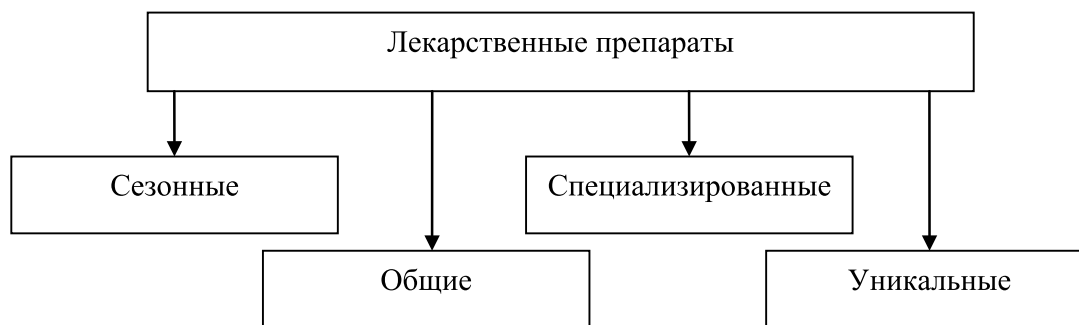 Лекарственные препараты
Сезонные
Специализированные
Общие
Уникальные